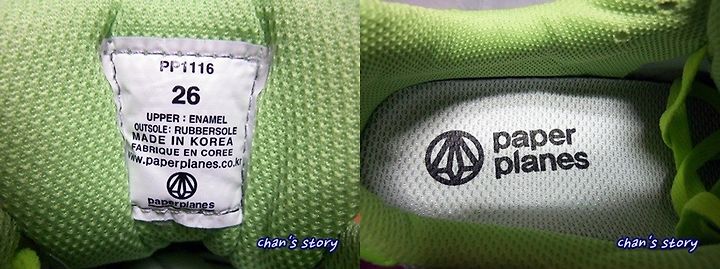 PP1116
26
UPPER : ENAMEL
OUTSOLE: RUBBERSOLE
MADE IN KOREA
FABRIQUE EN COREE
www.paperplanes.co.kr
paperplanes
chan's story
paper
planes
chan's story